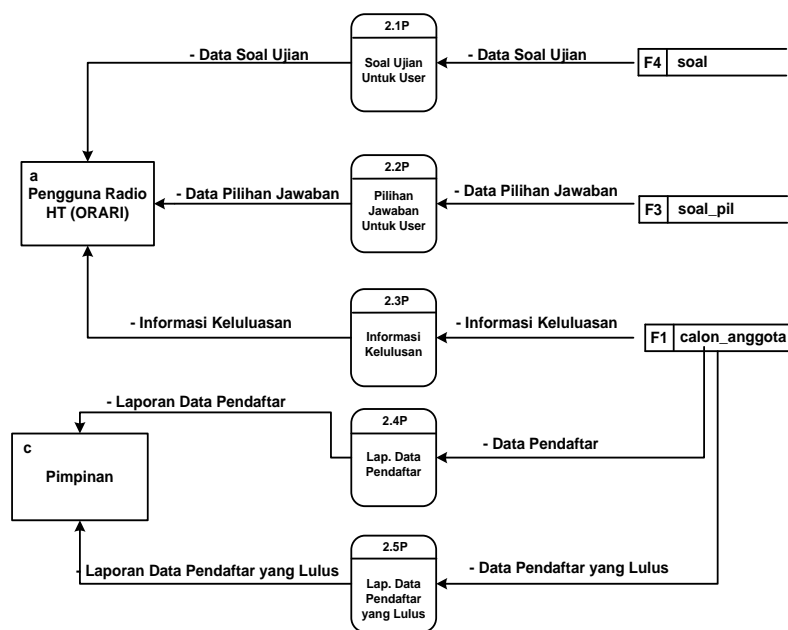 2.1P
- Data Soal Ujian
Soal Ujian
Untuk User
- Data Soal Ujian
F4 soal
2.2P
a
Pengguna Radio
HT (ORARI)
- Data Pilihan Jawaban
Pilihan
Jawaban
Untuk User
- Data Pilihan Jawaban
F3 soal_pil
2.3P
- Informasi Keluluasan
Informasi
Kelulusan
- Informasi Keluluasan
F1 calon_anggota
- Laporan Data Pendaftar
2.4P
c
Pimpinan
Lap. Data
Pendaftar
- Data Pendaftar
2.5P
- Laporan Data Pendaftar yang Lulus
Lap. Data
Pendaftar
yang Lulus
- Data Pendaftar yang Lulus